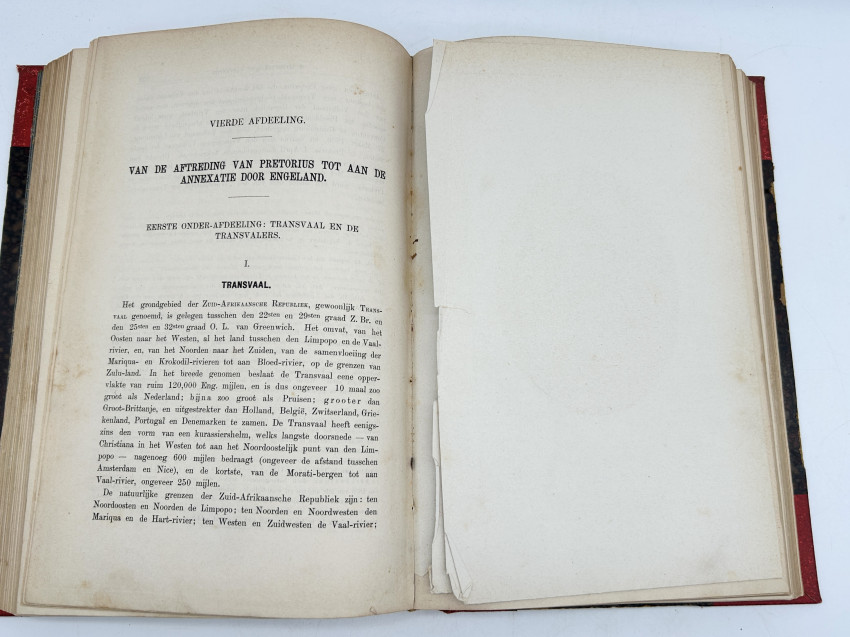 VIERDE AFDEELING.
VAN DE AFTREDING VAN PRETORIUS TOT AAN DE
ANNEXATIE DOOR ENGELAND.
EERSTE ONDER-AFDEELING: TRANSVAAL EN DE
TRANSVALERS.
I.
TRANSVAAL.
Het grondgebied der ZUID-AFRIKAANSCHE REPUBLIEK, gewoonlijk TRANS-
VAAL genoemd, is gelegen tusschen den 22sten en 29sten graad Z. Br. en
den 25sten en 32sten graad O. L. van Greenwich. Het omvat, van het
Oosten naar het Westen, al het land tusschen den Limpopo en de Vaal-
rivier, en, van het Noorden naar het Zuiden, van de samenvloeiing der
Mariqua- en Krokodil-rivieren tot aan Bloed-rivier, op de grenzen van
Zulu-land. In het breede genomen beslaat de Transvaal eene opper-
vlakte van ruim 120,000 Eng. mijlen, en is dus ongeveer 10 maal zoo
groot als Nederland; bijna zoo groot als Pruisen; grooter dan
Groot-Brittanje, en uitgestrekter dan Holland, België, Zwitserland, Grie-
kenland, Portugal en Denemarken te zamen. De Transvaal heeft eenigs-
zins den vorm van een kurassiershelm, welks langste doorsnede — van
Christiana in het Westen tot aan het Noordoostelijk punt van den Lim-
popo — nagenoeg 600 mijlen bedraagt (ongeveer de afstand tusschen
Amsterdam en Nice), en de kortste, van de Morati-bergen tot aan
Vaal-rivier, ongeveer 250 mijlen.
De natuurlijke grenzen der Zuid-Afrikaansche Republiek zijn: ten
Noordoosten en Noorden de Limpopo; ten Noorden en Noordwesten den
Mariqua en de Hart-rivier; ten Westen en Zuidwesten de Vaal-rivier;